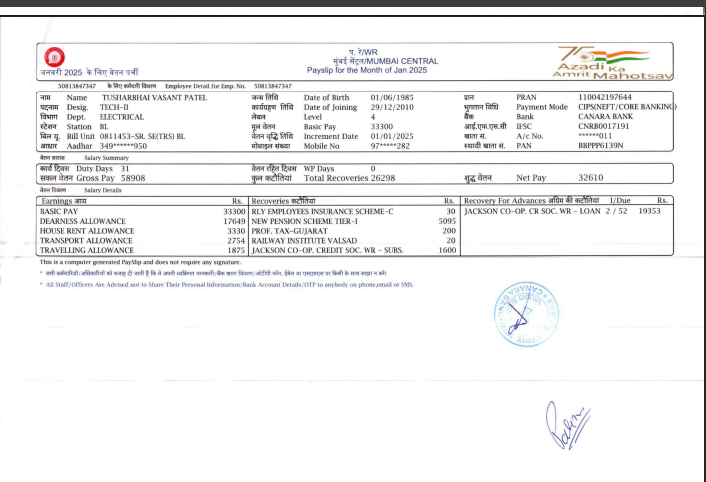 प. रे/WR
मुंबई सेंट्रल/MUMBAI CENTRAL
जनवरी 2025 के लिए वेतन पर्ची
Payslip for the Month of Jan 2025
Azadi Ka
Amrit Mahotsav
50813847347 के लिए कर्मचारी विवरण Employee Detail for Emp. No. 50813847347
नाम Name TUSHARBHAI VASANT PATEL जन्म तिथि Date of Birth 01/06/1985 प्रान PRAN 110042197644
पदनाम Desig. TECH-II कार्यग्रहण तिथि Date of Joining 29/12/2010 भुगतान विधि Payment Mode CIPS(NEFT/CORE BANKING)
विभाग Dept. ELECTRICAL लेवल Level 4 बैंक Bank CANARA BANK
स्टेशन Station BL मूल वेतन Basic Pay 33300 आई.एफ.एस.सी IFSC CNRB0017191
बिल यू. Bill Unit 0811453-SR. SE(TRS) BL वेतन वृद्धि तिथि Increment Date 01/01/2025 खाता सं. A/c No. ******011
आधार Aadhar 349******950 मोबाइल संख्या Mobile No 97*****282 स्थायी खाता सं. PAN BBPPP6139N
वेतन सारांश Salary Summary
कार्य दिवस Duty Days 31 वेतन रहित दिवस WP Days 0
सकल वेतन Gross Pay 58908 कुल कटौतियां Total Recoveries 26298 शुद्ध वेतन Net Pay 32610
वेतन विवरण Salary Details
Earnings आय Rs. Recoveries कटौतियां Rs. Recovery For Advances अग्रिम की कटौतियां I/Due Rs.
BASIC PAY 33300 RLY EMPLOYEES INSURANCE SCHEME-C 30 JACKSON CO-OP. CR SOC. WR - LOAN 2 / 52 19353
DEARNESS ALLOWANCE 17649 NEW PENSION SCHEME TIER-I 5095
HOUSE RENT ALLOWANCE 3330 PROF. TAX-GUJARAT 200
TRANSPORT ALLOWANCE 2754 RAILWAY INSTITUTE VALSAD 20
TRAVELLING ALLOWANCE 1875 JACKSON CO-OP. CREDIT SOC. WR - SUBS. 1600
This is a computer generated PaySlip and does not require any signature.
* सभी कर्मचारियों/अधिकारियों को सलाह दी जाती है कि वे अपनी व्यक्तिगत जानकारी/बैंक खाता विवरण/ओटीपी फ़ोन, ईमेल या एसएमएस पर किसी के साथ साझा न करें
* All Staff/Officers Are Advised not to Share Their Personal Information/Bank Account Details/OTP to anybody on phone,email or SMS.